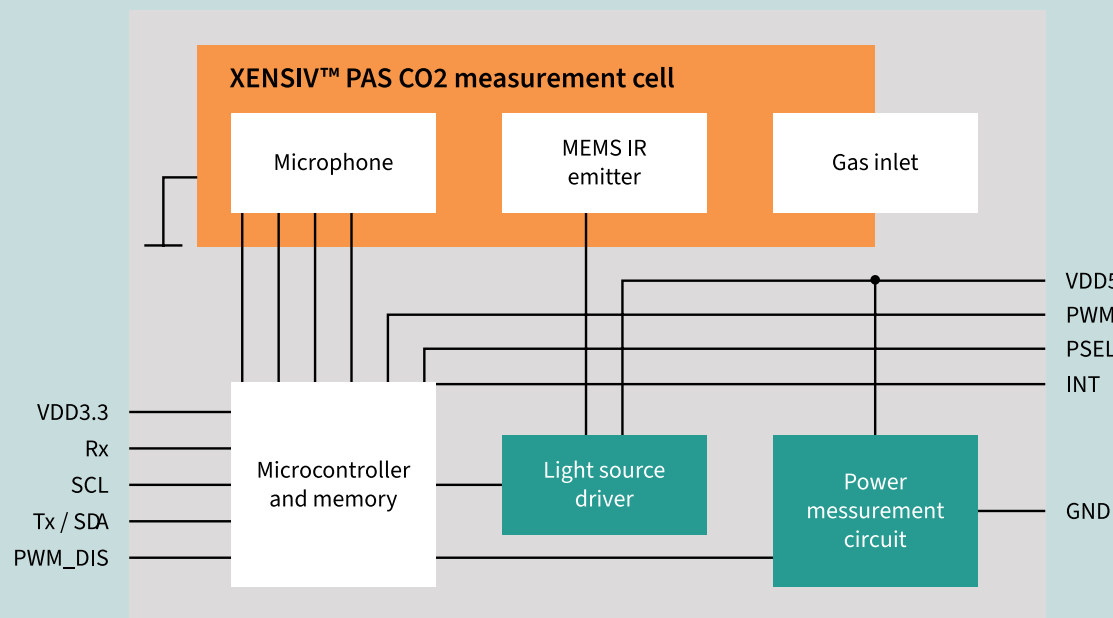 XENSIV™ PAS CO2 measurement cell
Microphone
MEMS IR
emitter
Gas inlet
VDD5
PWM
PSEL
INT
VDD3.3
Rx
SCL
Tx / SDA
PWM_DIS
Microcontroller
and memory
Light source
driver
Power
messurement
circuit
GND